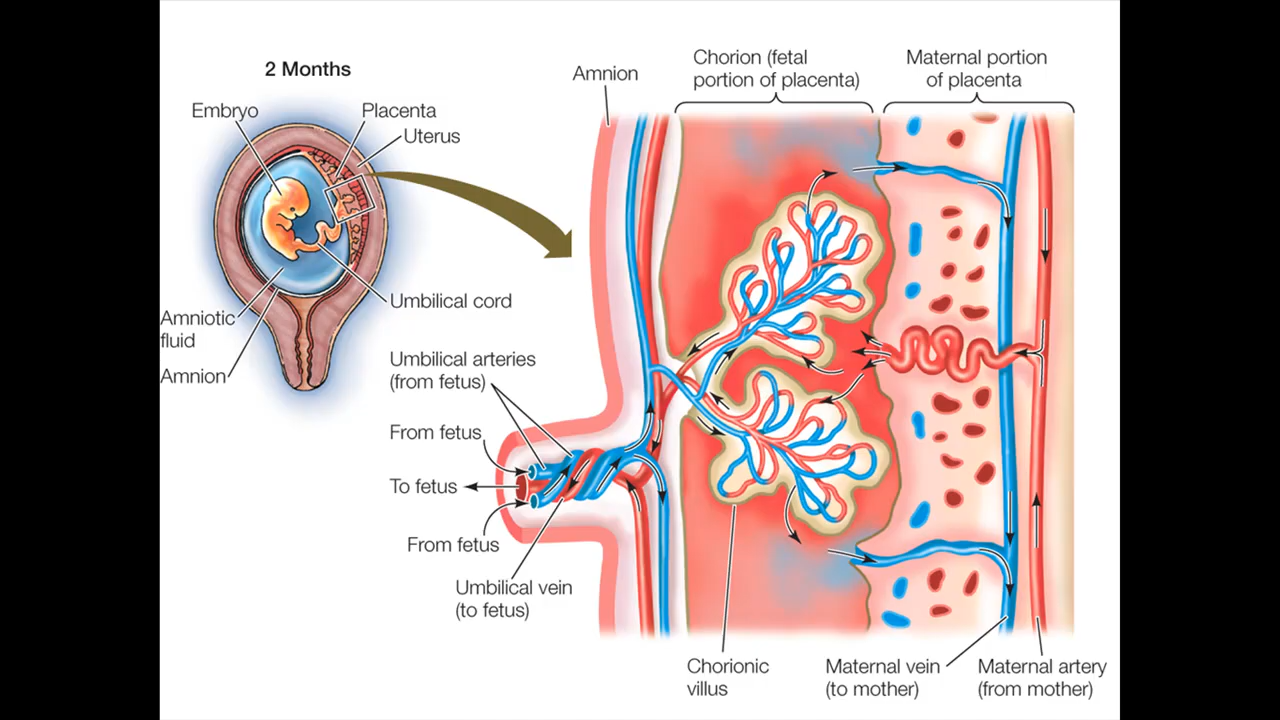 2 Months
Embryo
Placenta
Uterus
Umbilical cord
Amniotic
fluid
Amnion
Umbilical arteries
(from fetus)
From fetus
To fetus
From fetus
Umbilical vein
(to fetus)
Amnion
Chorion (fetal
portion of placenta)
Maternal portion
of placenta
Chorionic
villus
Maternal vein
(to mother)
Maternal artery
(from mother)